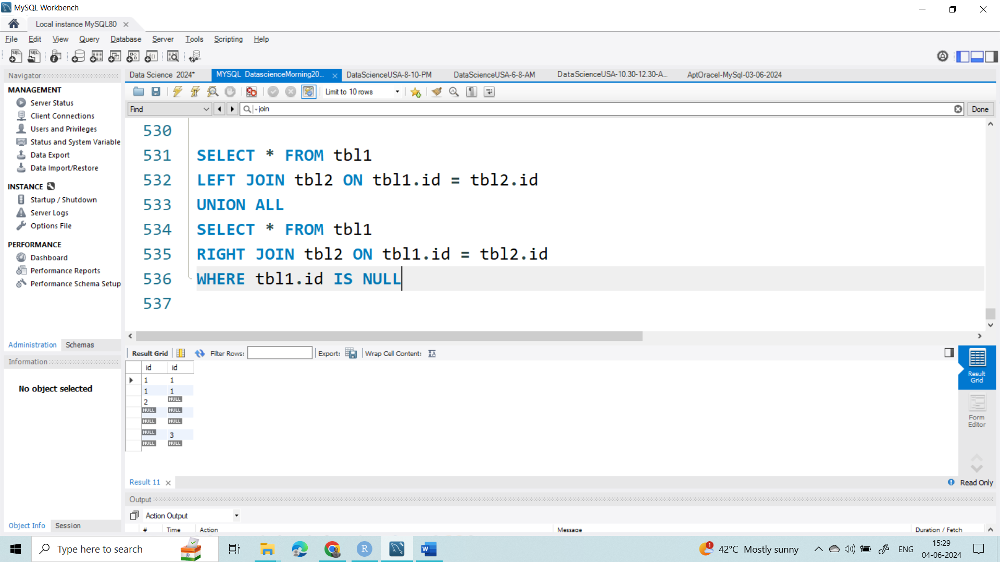 MySQL Workbench
Local instance MySQL80
File Edit View Query Database Server Tools Scripting Help
Navigator
MANAGEMENT
Server Status
Client Connections
Users and Privileges
Status and System Variable
Data Export
Data Import/Restore
INSTANCE
Startup / Shutdown
Server Logs
Options File
PERFORMANCE
Dashboard
Performance Reports
Performance Schema Setup
Administration Schemas
Information
No object selected
Object Info Session
Data Science 2024* MYSQL DatascienceMorning20... DataScienceUSA-8-10-PM DataScienceUSA-6-8-AM DataScienceUSA-10.30-12.30-A... AptOracel-MySql-03-06-2024
Limit to 10 rows
Find join Done
530
531 SELECT * FROM tbl1
532 LEFT JOIN tbl2 ON tbl1.id = tbl2.id
533 UNION ALL
534 SELECT * FROM tbl1
535 RIGHT JOIN tbl2 ON tbl1.id = tbl2.id
536 WHERE tbl1.id IS NULL
537
Result Grid Filter Rows: Export: Wrap Cell Content:
id id
1 1
1 1
2 NULL
NULL NULL
NULL NULL
NULL 3
NULL NULL
Result Grid
Form Editor
Result 11
Read Only
Output
Action Output
# Time Action Message Duration / Fetch
Type here to search
1
42°C Mostly sunny
ENG
15:29
04-06-2024